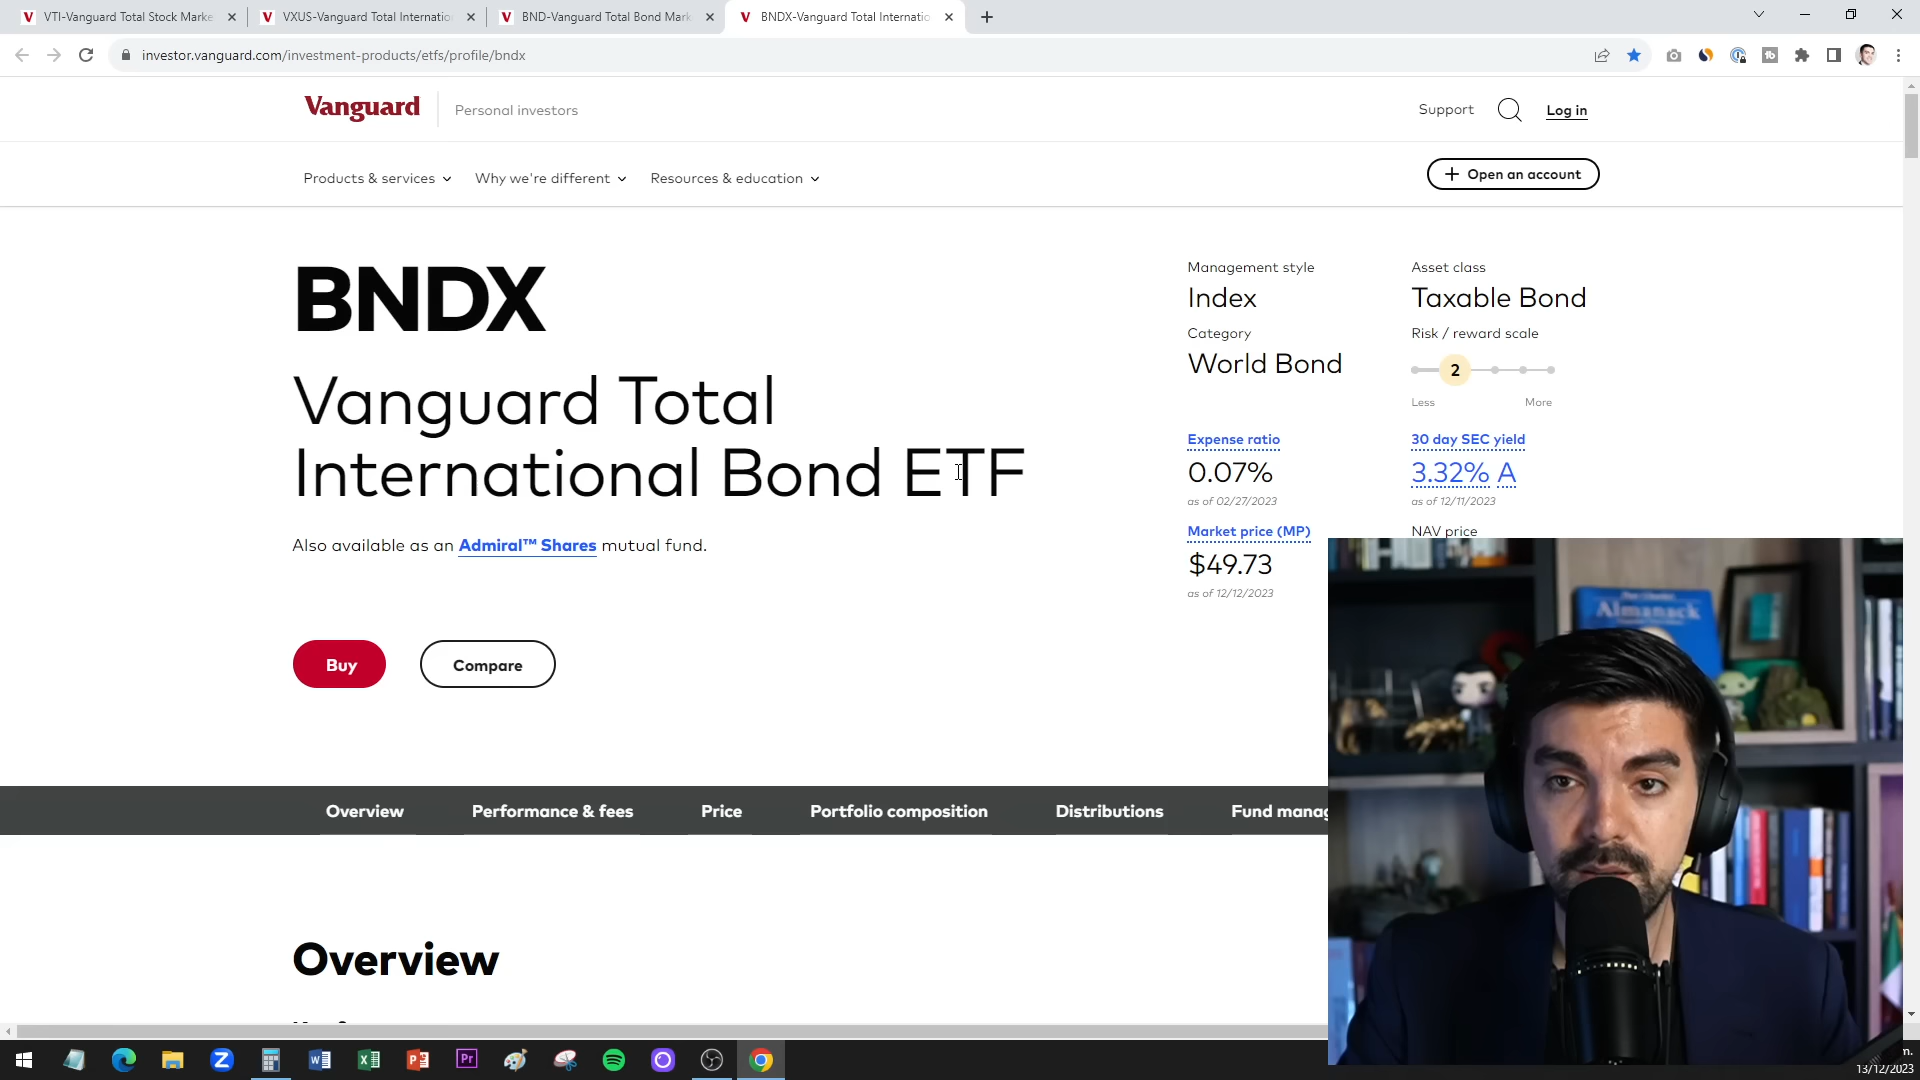 VTI-Vanguard Total Stock Marke
VXUS-Vanguard Total Internatio
BND-Vanguard Total Bond Mark
BNDX-Vanguard Total Internatio
investor.vanguard.com/investment-products/etfs/profile/bndx
Vanguard
Personal investors
Support
Log in
Products & services
Why we're different
Resources & education
Open an account
BNDX
Vanguard Total
International Bond ETF
Also available as an Admiral™ Shares mutual fund.
Buy
Compare
Management style
Index
Asset class
Taxable Bond
Category
World Bond
Risk / reward scale
2
Less
More
Expense ratio
0.07%
as of 02/27/2023
30 day SEC yield
3.32% A
as of 12/11/2023
Market price (MP)
$49.73
as of 12/12/2023
NAV price
Almanack
Overview
Performance & fees
Price
Portfolio composition
Distributions
Fund manag
Overview
m.
13/12/2023